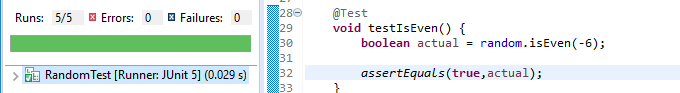 Runs: 5/5 Errors: 0 Failures: 0
RandomTest [Runner: JUnit 5] (0.029 s)
28 @Test
29 void testIsEven() {
30 boolean actual = random.isEven(-6);
31
32 assertEquals(true,actual);
33 }